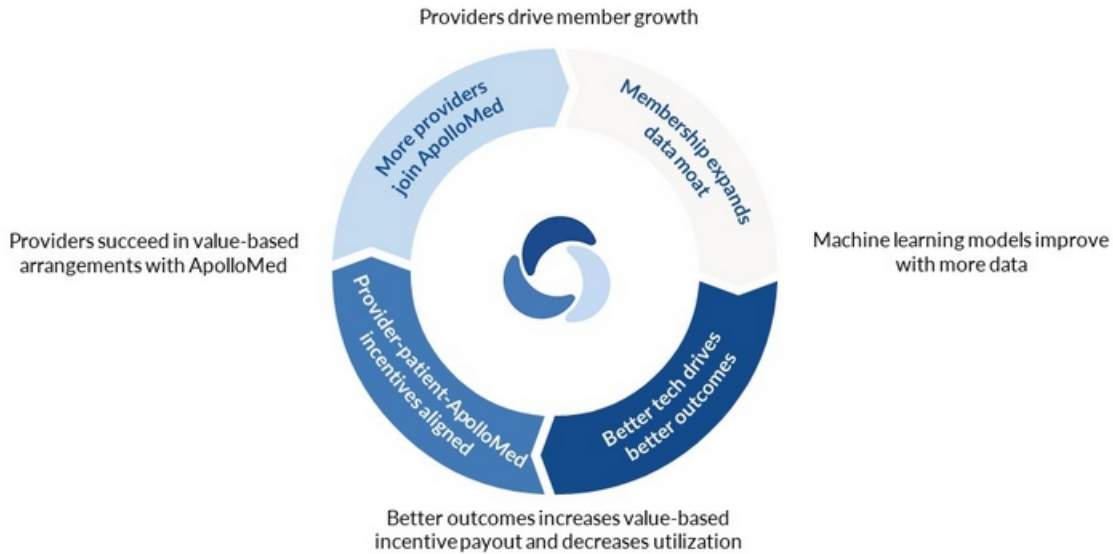 Providers drive member growth
More providers
join ApolloMed
Membership expands
data moat
Providers succeed in value-based
arrangements with ApolloMed
Machine learning models improve
with more data
Provider-patient-ApolloMed
incentives aligned
Better tech drives
better outcomes
Better outcomes increases value-based
incentive payout and decreases utilization